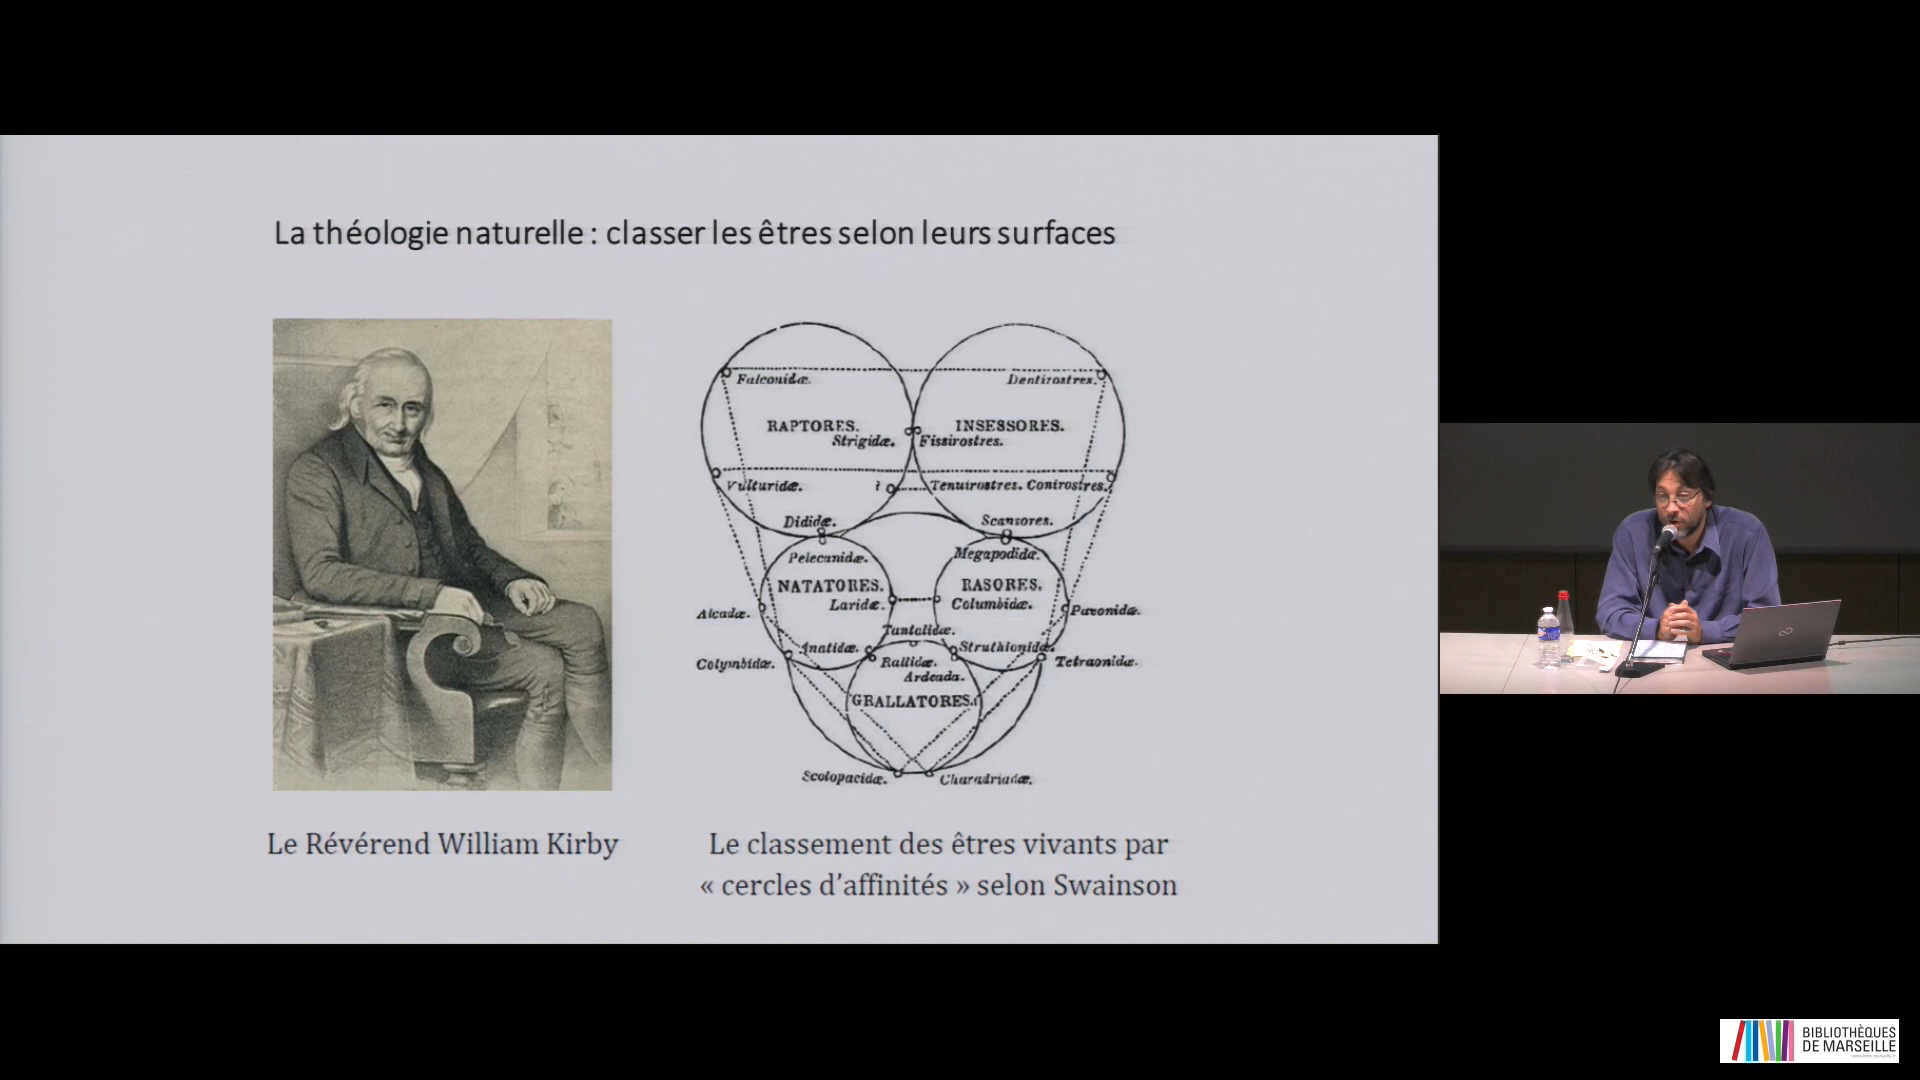 La théologie naturelle : classer les êtres selon leurs surfaces
Falconidæ.
Dentirostres.
RAPTORES.
INSESSORES.
Strigidæ.
Fissirostres.
Vulturidæ.
?
Tenuirostres. Conirostres.
Dididæ.
Scansores.
Pelecanidæ.
Megapodidæ.
NATATORES.
RASORES.
Laridæ.
Columbidæ.
Alcadæ.
Pavonidæ.
Tantalidæ.
Anatidæ.
Struthionidæ.
Colymbidæ.
Rallidæ.
Tetraonidæ.
Ardeadæ.
GRALLATORES.
Scolopacidæ.
Charadriadæ.
Le Révérend William Kirby
Le classement des êtres vivants par
« cercles d’affinités » selon Swainson
BIBLIOTHÈQUES
DE MARSEILLE